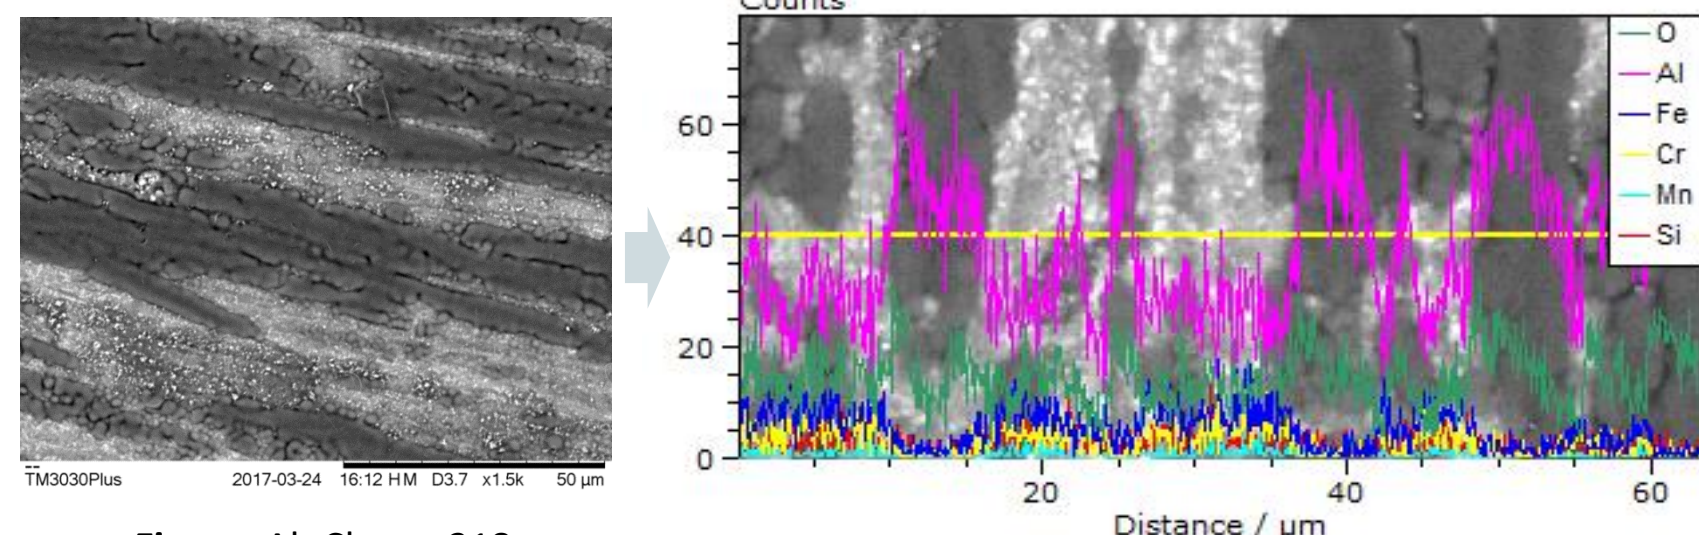 TM3030Plus 2017-03-24 16:12 HM D3.7 x1.5k 50 µm
Counts
60
40
20
0
20 40 60
Distance / µm
O
Al
Fe
Cr
Mn
Si